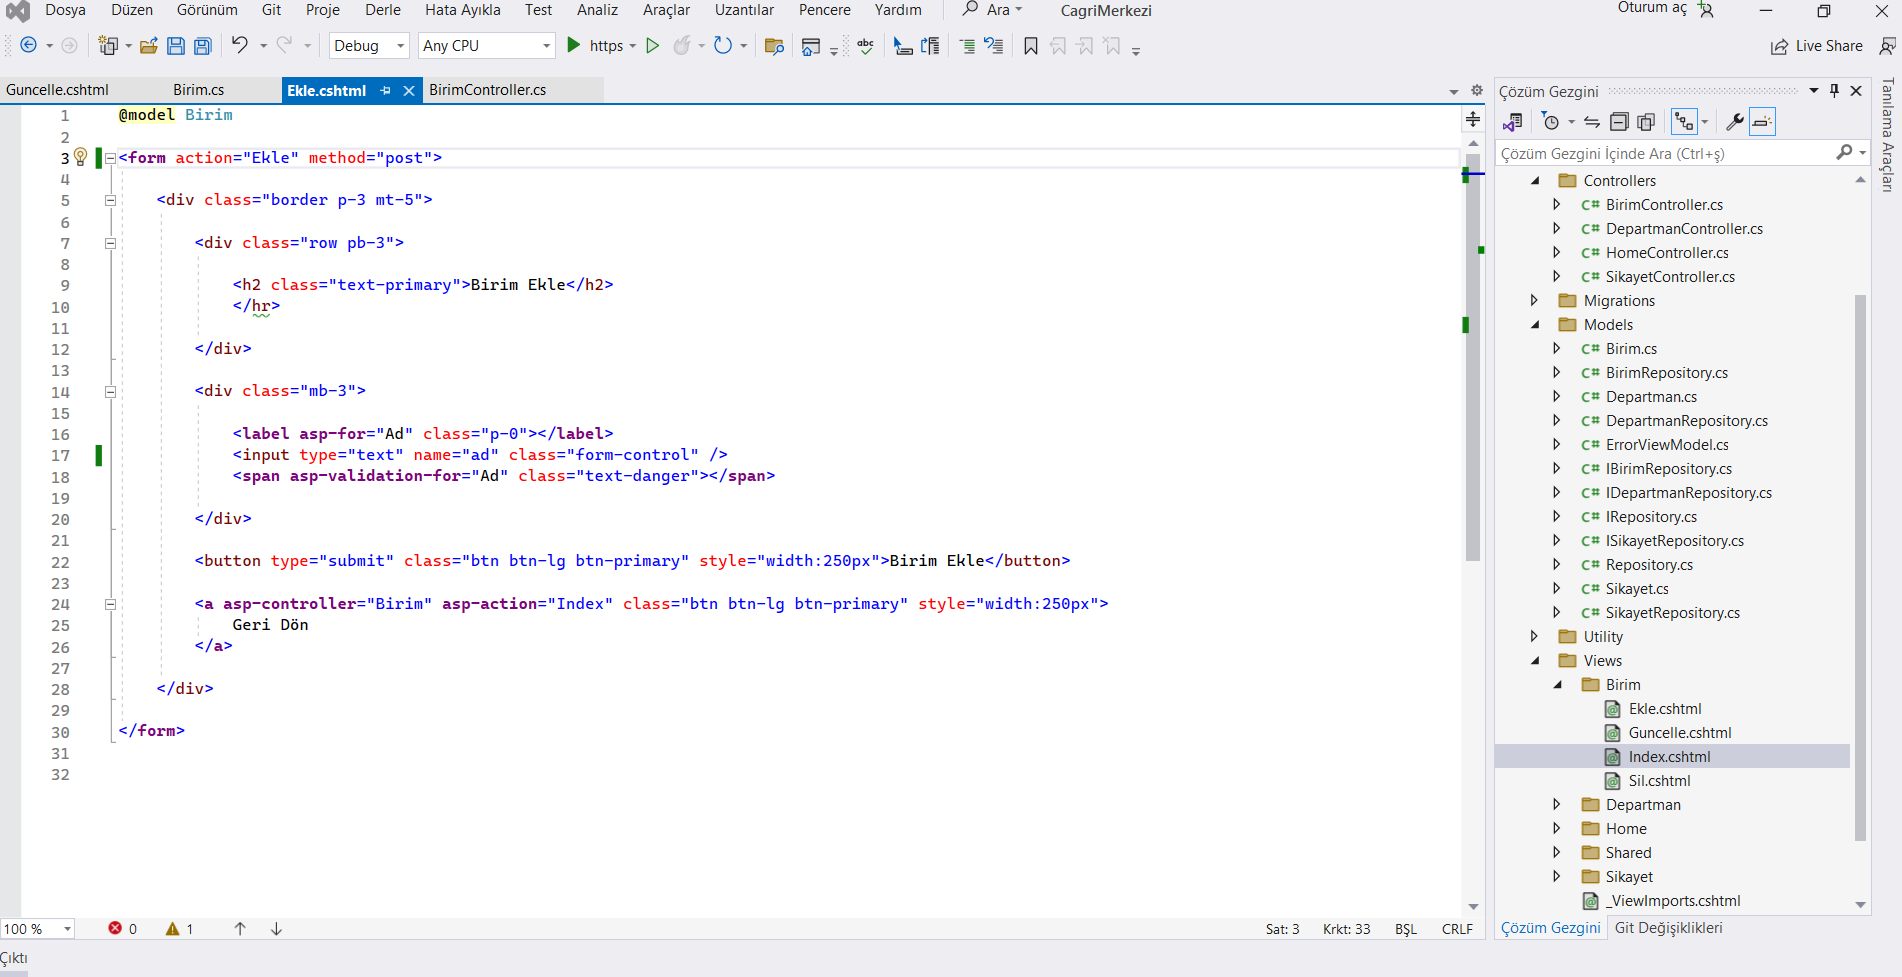 Dosya Düzen Görünüm Git Proje Derle Hata Ayıkla Test Analiz Araçlar Uzantılar Pencere Yardım Ara CagriMerkezi Oturum aç
Debug Any CPU https abc Live Share
Guncelle.cshtml Birim.cs Ekle.cshtml BirimController.cs
1 @model Birim
2
3 <form action="Ekle" method="post">
4
5 <div class="border p-3 mt-5">
6
7 <div class="row pb-3">
8
9 <h2 class="text-primary">Birim Ekle</h2>
10 </hr>
11
12 </div>
13
14 <div class="mb-3">
15
16 <label asp-for="Ad" class="p-0"></label>
17 <input type="text" name="ad" class="form-control" />
18 <span asp-validation-for="Ad" class="text-danger"></span>
19
20 </div>
21
22 <button type="submit" class="btn btn-lg btn-primary" style="width:250px">Birim Ekle</button>
23
24 <a asp-controller="Birim" asp-action="Index" class="btn btn-lg btn-primary" style="width:250px">
25 Geri Dön
26 </a>
27
28 </div>
29
30 </form>
31
32
100 % 0 1 Sat: 3 Krkt: 33 BŞL CRLF
Çıktı
Çözüm Gezgini
Çözüm Gezgini İçinde Ara (Ctrl+ş)
Controllers
C# BirimController.cs
C# DepartmanController.cs
C# HomeController.cs
C# SikayetController.cs
Migrations
Models
C# Birim.cs
C# BirimRepository.cs
C# Departman.cs
C# DepartmanRepository.cs
C# ErrorViewModel.cs
C# IBirimRepository.cs
C# IDepartmanRepository.cs
C# IRepository.cs
C# ISikayetRepository.cs
C# Repository.cs
C# Sikayet.cs
C# SikayetRepository.cs
Utility
Views
Birim
Ekle.cshtml
Guncelle.cshtml
Index.cshtml
Sil.cshtml
Departman
Home
Shared
Sikayet
_ViewImports.cshtml
Çözüm Gezgini Git Değişiklikleri
Tanılama Araçları